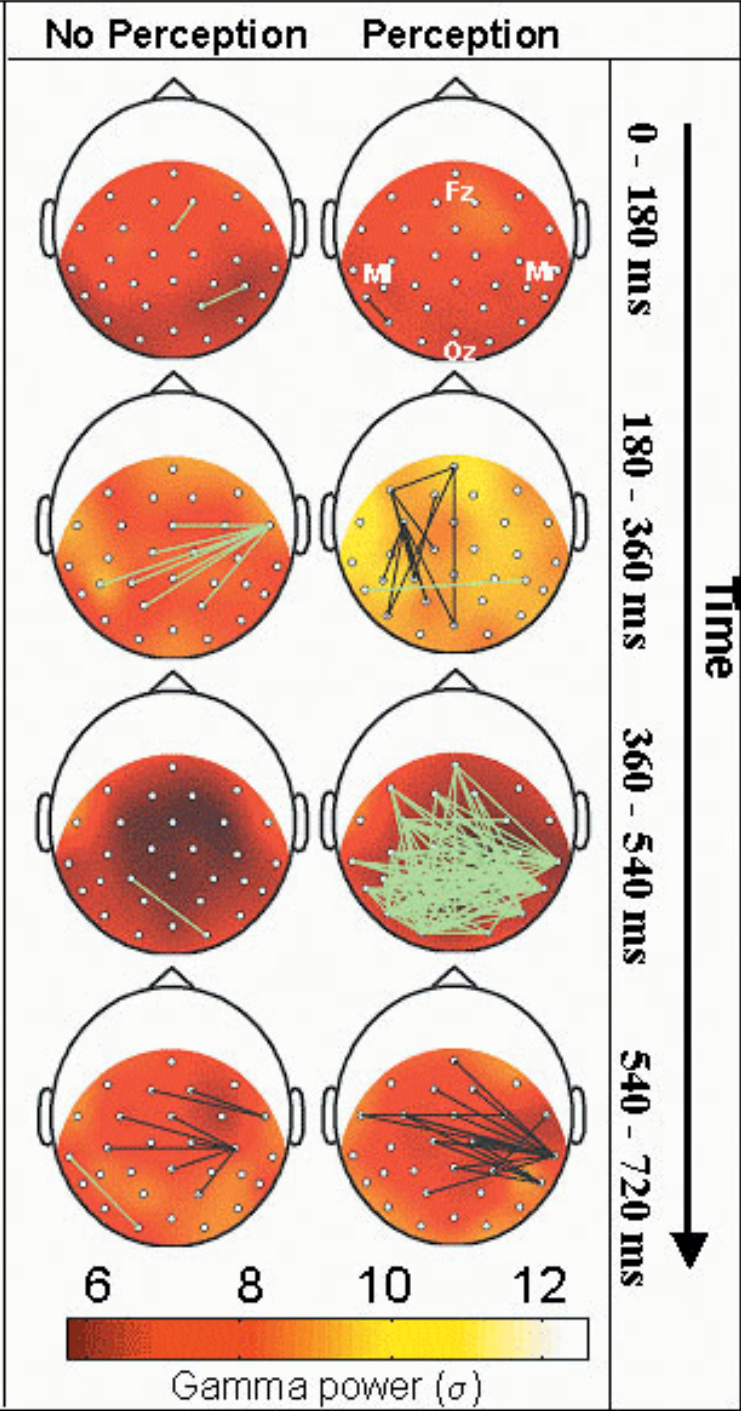 No Perception Perception
Fz
Ml Mr
Oz
0 - 180 ms
180 - 360 ms
360 - 540 ms
540 - 720 ms
Time
6 8 10 12
Gamma power (σ)